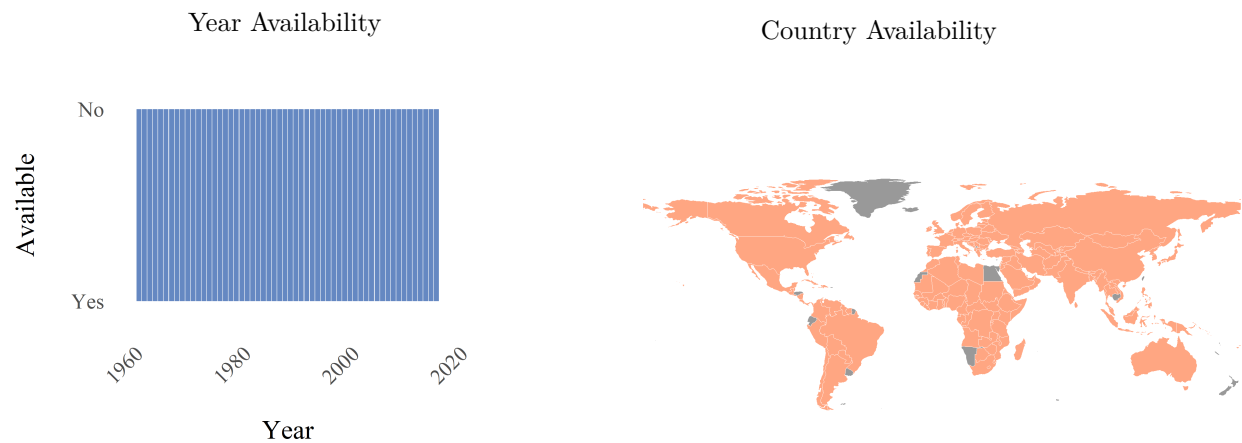 Year Availability
No
Available
Yes
1960
1980
2000
2020
Year
Country Availability